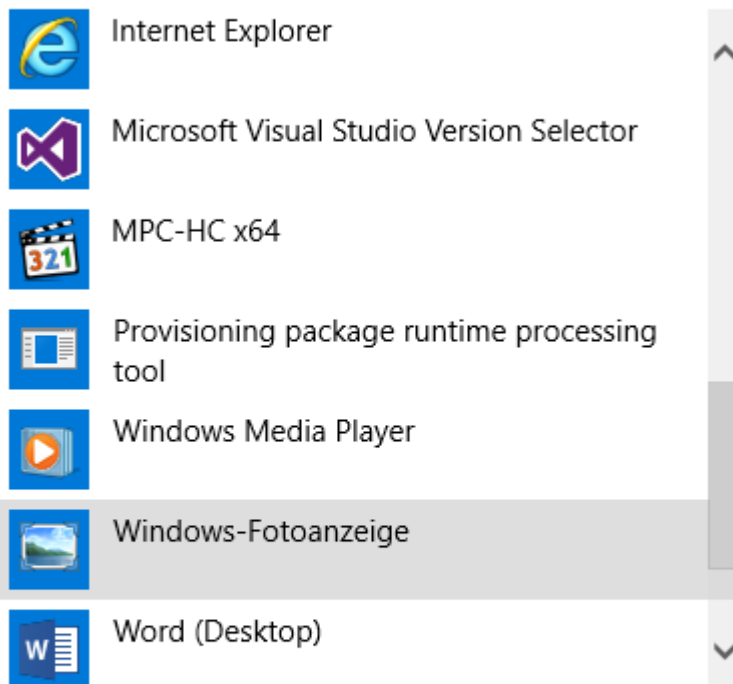 Internet Explorer
Microsoft Visual Studio Version Selector
321
MPC-HC x64
Provisioning package runtime processing
tool
Windows Media Player
Windows-Fotoanzeige
W
Word (Desktop)